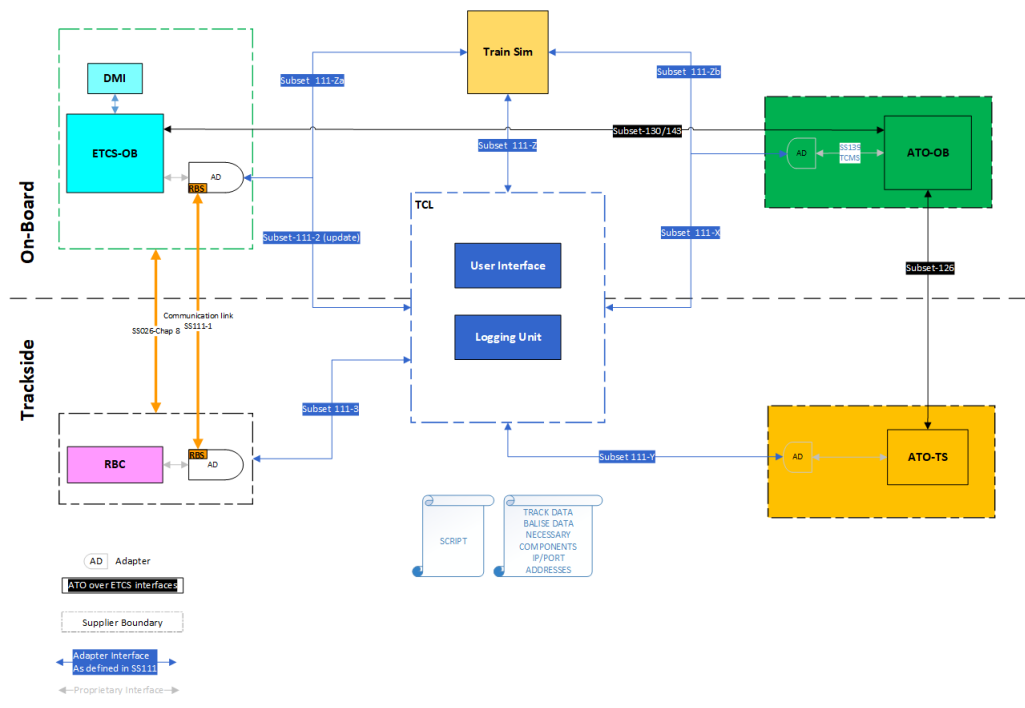 Train Sim
DMI
Subset 111-Za
Subset 111-Zb
Subset-130/143
ETCS-OB
Subset 111-Z
AD
SS139
TCMS
ATO-OB
AD
RBS
TCL
On-Board
Subset-111-2 (update)
Subset 111-X
User Interface
Subset-126
Communication link
SS111-1
SS026-Chap 8
Logging Unit
Trackside
Subset 111-3
RBS
RBC
AD
Subset 111-Y
AD
ATO-TS
SCRIPT
TRACK DATA
BALISE DATA
NECESSARY
COMPONENTS
IP/PORT
ADDRESSES
AD Adapter
ATO over ETCS interfaces
Supplier Boundary
Adapter Interface
As defined in SS111
Proprietary Interface